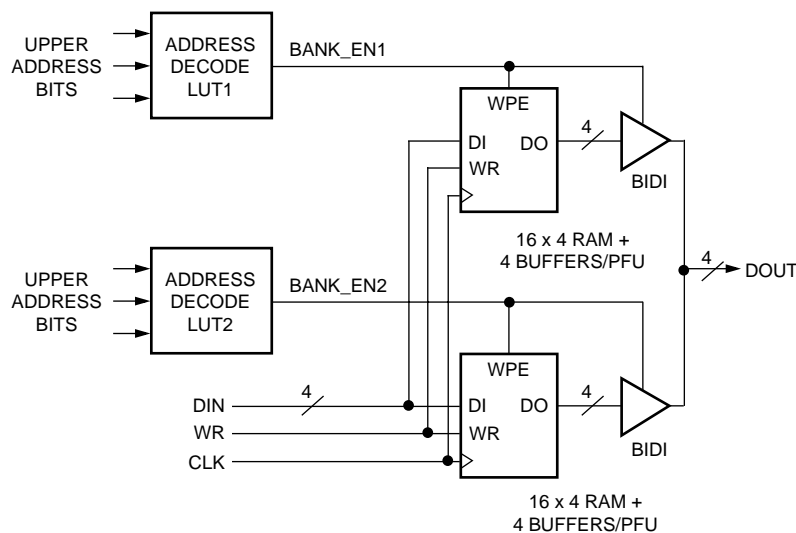 UPPER
ADDRESS
BITS
ADDRESS
DECODE
LUT1
BANK_EN1
WPE
DI
DO
WR
4
BIDI
16 x 4 RAM +
4 BUFFERS/PFU
4
DOUT
UPPER
ADDRESS
BITS
ADDRESS
DECODE
LUT2
BANK_EN2
WPE
DI
DO
WR
4
BIDI
DIN
4
WR
CLK
16 x 4 RAM +
4 BUFFERS/PFU